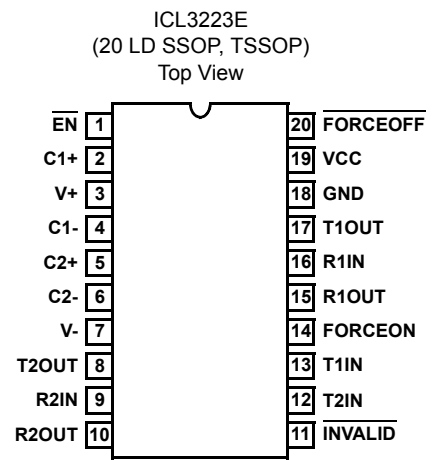 ICL3223E
(20 LD SSOP, TSSOP)
Top View
EN 1 20 FORCEOFF
C1+ 2 19 VCC
V+ 3 18 GND
C1- 4 17 T1OUT
C2+ 5 16 R1IN
C2- 6 15 R1OUT
V- 7 14 FORCEON
T2OUT 8 13 T1IN
R2IN 9 12 T2IN
R2OUT 10 11 INVALID